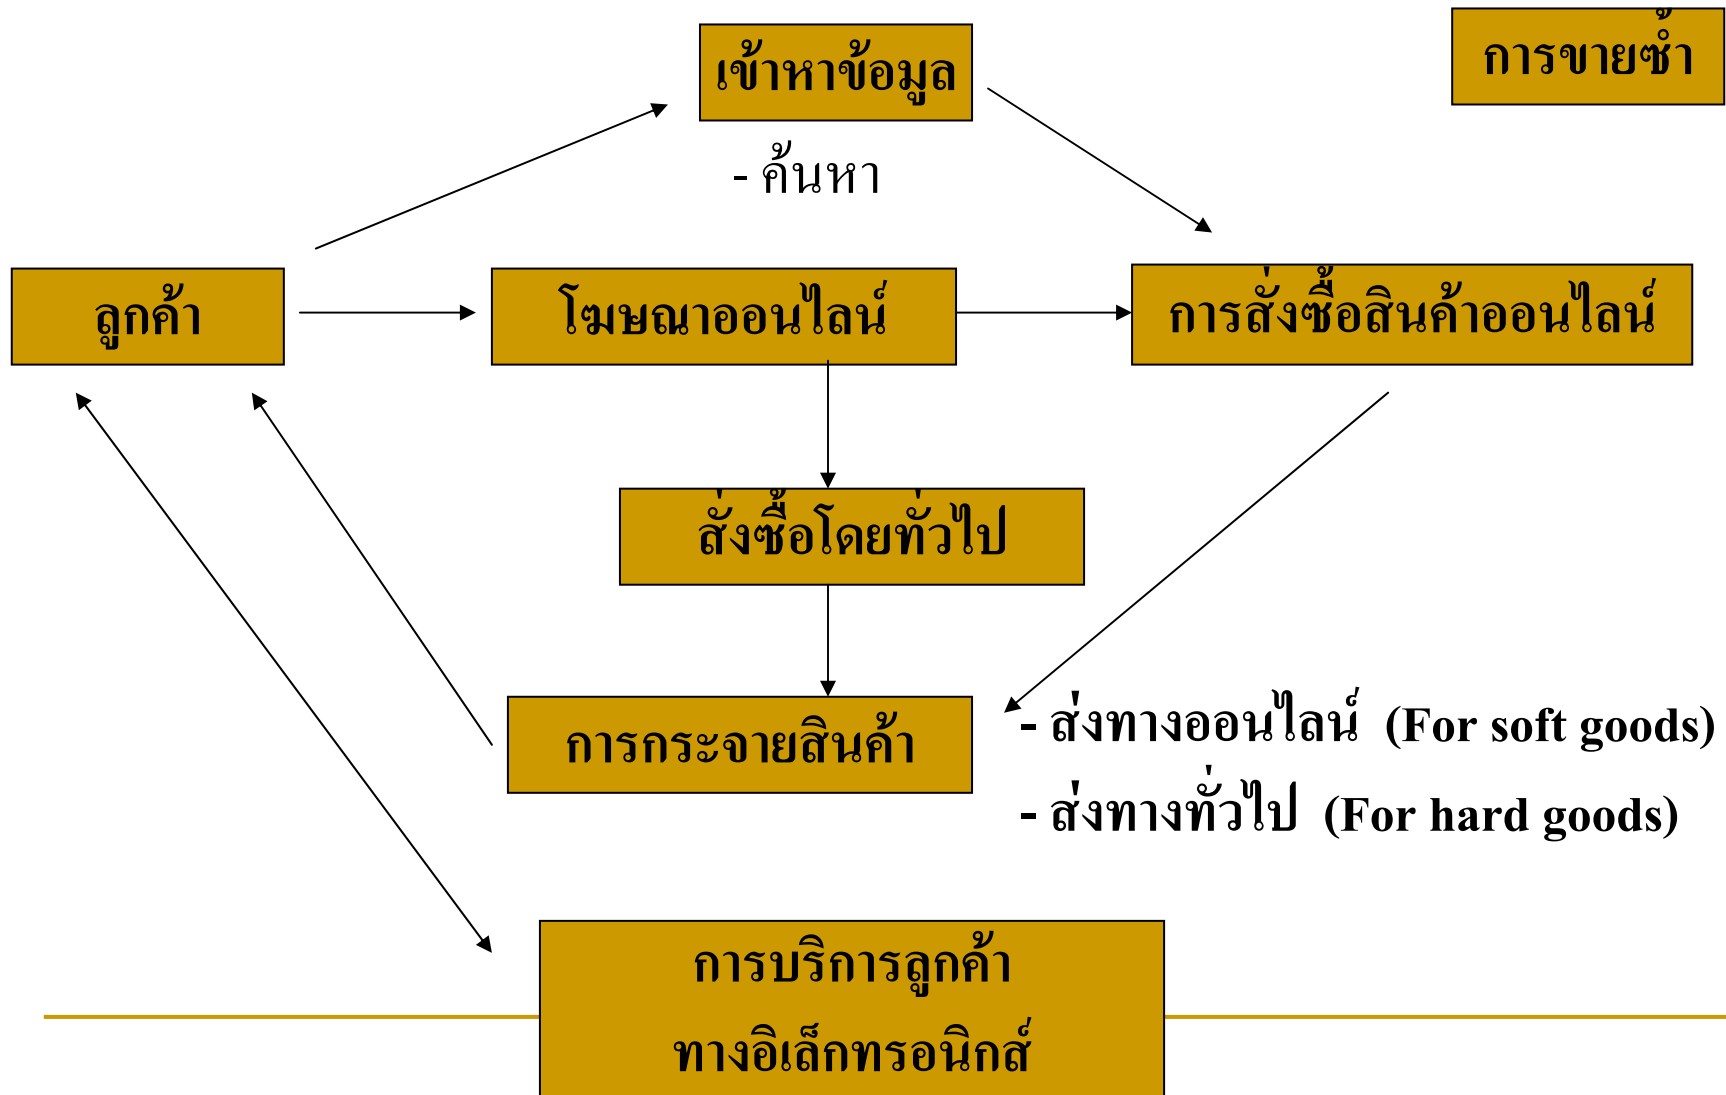 เข้าหาข้อมูล
การขายซ้ำ
- ค้นหา
ลูกค้า
โฆษณาออนไลน์
การสั่งซื้อสินค้าออนไลน์
สั่งซื้อโดยทั่วไป
การกระจายสินค้า
- ส่งทางออนไลน์ (For soft goods)
- ส่งทางทั่วไป (For hard goods)
การบริการลูกค้า
ทางอิเล็กทรอนิกส์